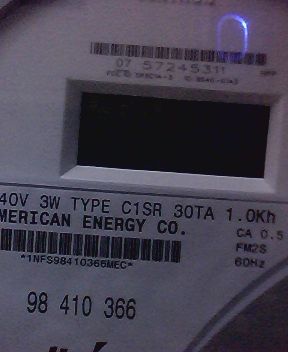 07 57245311
40V 3W TYPE C1SR 30TA 1.0Kh
MERICAN ENERGY CO.
CA 0.5
FM2S
60Hz
*1NFS98410366MEC*
98 410 366